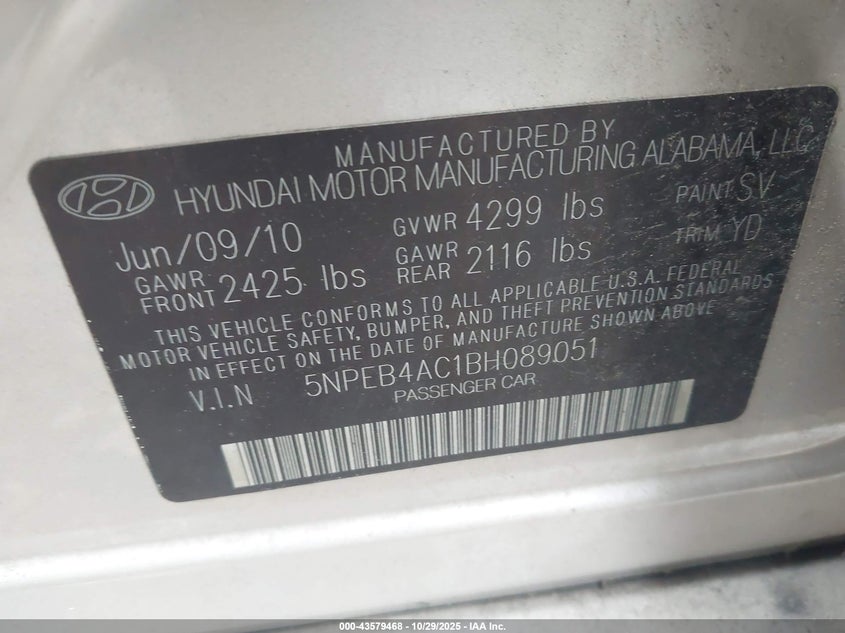 MANUFACTURED BY
HYUNDAI MOTOR MANUFACTURING ALABAMA, LLC
Jun/09/10 GVWR 4299 lbs PAINT SV
GAWR FRONT 2425 lbs GAWR REAR 2116 lbs TRIM YD
THIS VEHICLE CONFORMS TO ALL APPLICABLE U.S.A. FEDERAL
MOTOR VEHICLE SAFETY, BUMPER, AND THEFT PREVENTION STANDARDS
IN EFFECT ON THE DATE OF MANUFACTURE SHOWN ABOVE
V.I.N 5NPEB4AC1BH089051
PASSENGER CAR
000-43579468 - 10/29/2025 - IAA Inc.